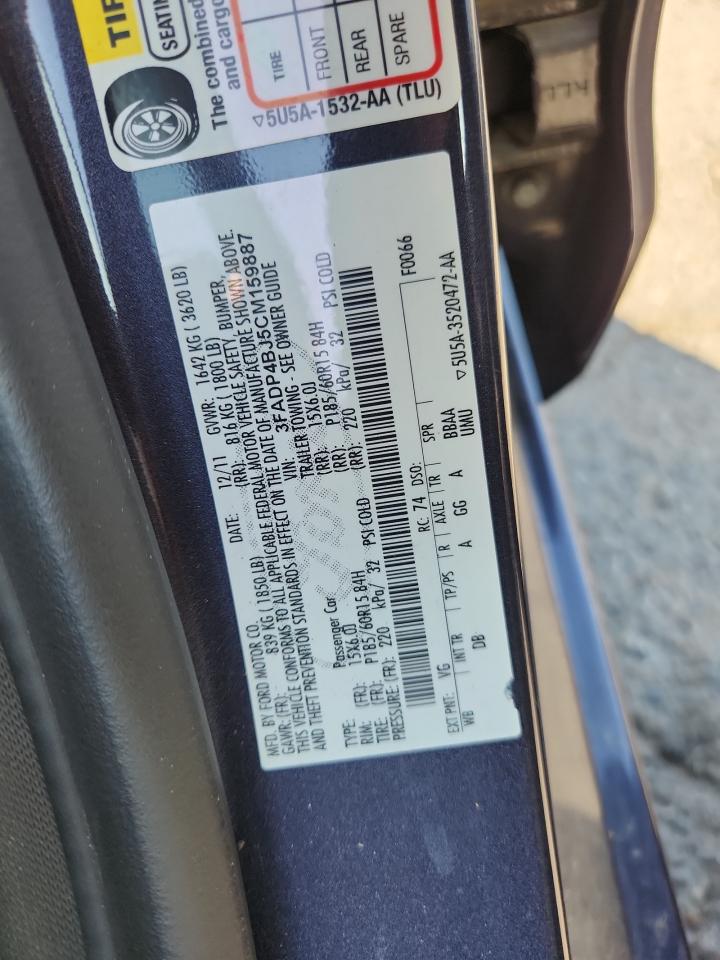 TIR
SEATIN
The combined
and cargo
TIRE
FRONT
REAR
SPARE
▽5U5A-1532-AA (TLU)
MFD. BY FORD MOTOR CO.
DATE: 12/11 GVWR: 1642 KG ( 3620 LB)
GAWR: (FR): 839 KG ( 1850 LB) (RR): 816 KG ( 1800 LB)
THIS VEHICLE CONFORMS TO ALL APPLICABLE FEDERAL MOTOR VEHICLE SAFETY, BUMPER,
AND THEFT PREVENTION STANDARDS IN EFFECT ON THE DATE OF MANUFACTURE SHOWN ABOVE.
VIN: 3FADP4BJ5CM159887
Passenger Car TRAILER TOWING - SEE OWNER GUIDE
TYPE:
RIM: (FR): 15X6.0J (RR): 15X6.0J
TIRE: (FR): P185/60R15 84H (RR): P185/60R15 84H
PRESSURE: (FR): 220 kPa/ 32 PSI COLD (RR): 220 kPa/ 32 PSI COLD
F0066
RC: 74 DSO:
EXT PNT: VG SPR
▽5U5A-3520472-AA
WB INT TR TP/PS R AXLE TR BBAA
DB A GG A UMU